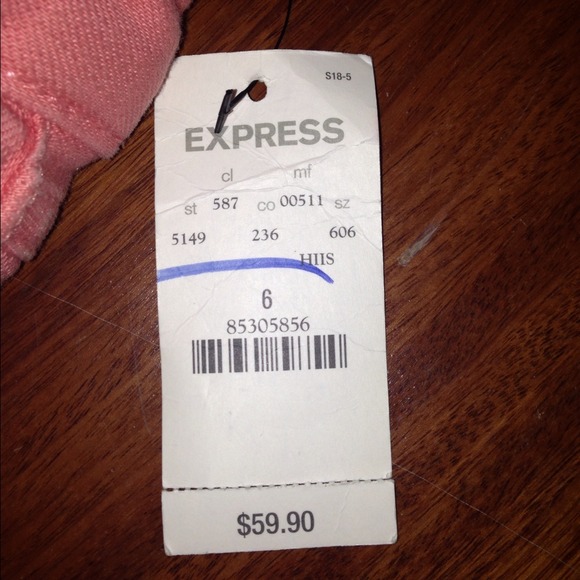 S18-5
EXPRESS
cl mf
st 587 co 00511 sz
5149 236 606
HIIS
6
85305856
$59.90